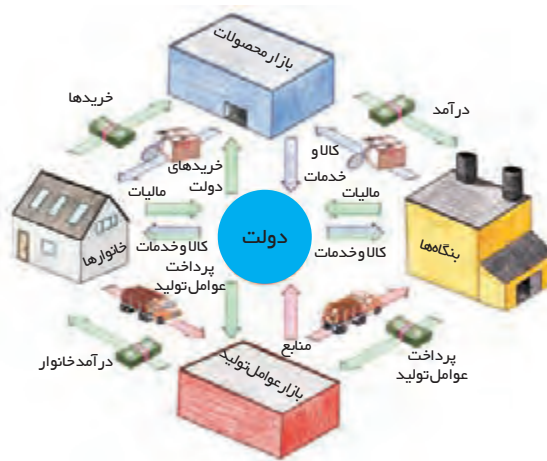 بازار محصولات
درآمد
خریدها
کالا و
خدمات
خریدهای
دولت
مالیات
مالیات
خانوارها
دولت
بنگاه‌ها
کالا و خدمات
کالا و خدمات
پرداخت
عوامل تولید
منابع
پرداخت
عوامل تولید
درآمد خانوار
بازار عوامل تولید